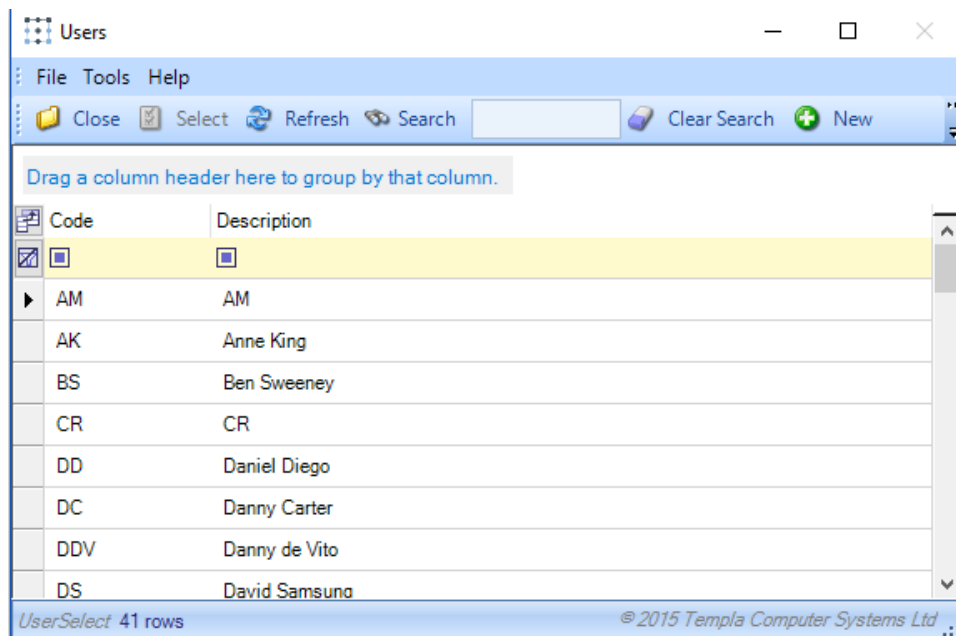 Users
File Tools Help
Close Select Refresh Search Clear Search New
Drag a column header here to group by that column.
Code Description
AM AM
AK Anne King
BS Ben Sweeney
CR CR
DD Daniel Diego
DC Danny Carter
DDV Danny de Vito
DS David Samsung
UserSelect 41 rows © 2015 Templa Computer Systems Ltd